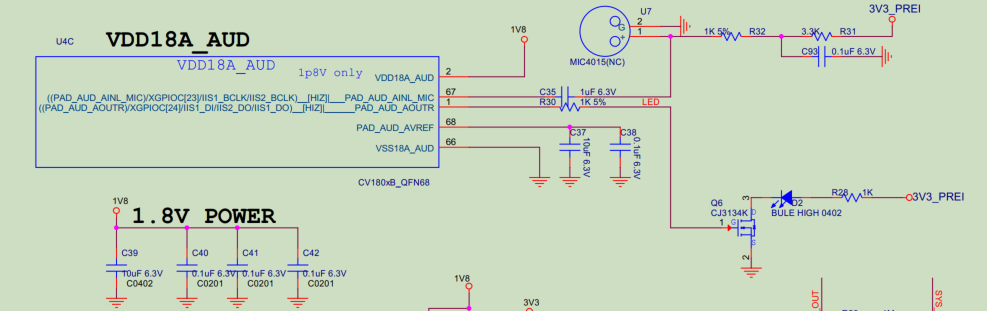 3V3_PREI
U7
2
1
G
+
MIC4015(NC)
1K 5%
R32
3.3K
R31
C93
0.1uF 6.3V
U4C
VDD18A_AUD
1V8
VDD18A_AUD
1p8V only
VDD18A_AUD
2
((PAD_AUD_AINL_MIC)/XGPIOC[23]/IIS1_BCLK/IIS2_BCLK)__[HIZ]|___PAD_AUD_AINL_MIC
67
C35
1uF 6.3V
((PAD_AUD_AOUTR)/XGPIOC[24]/IIS1_DI/IIS2_DO/IIS1_DO)__[HIZ]|____PAD_AUD_AOUTR
1
R30
1K 5%
LED
PAD_AUD_AVREF
68
C37
10uF 6.3V
C38
0.1uF 6.3V
VSS18A_AUD
66
CV180xB_QFN68
Q6
CJ3134K
1
G
D
S
3
2
D2
BULE HIGH 0402
R28
1K
3V3_PREI
1V8
1.8V POWER
C39
10uF 6.3V
C0402
C40
0.1uF 6.3V
C0201
C41
0.1uF 6.3V
C0201
C42
0.1uF 6.3V
C0201
1V8
3V3
OUT
SYS